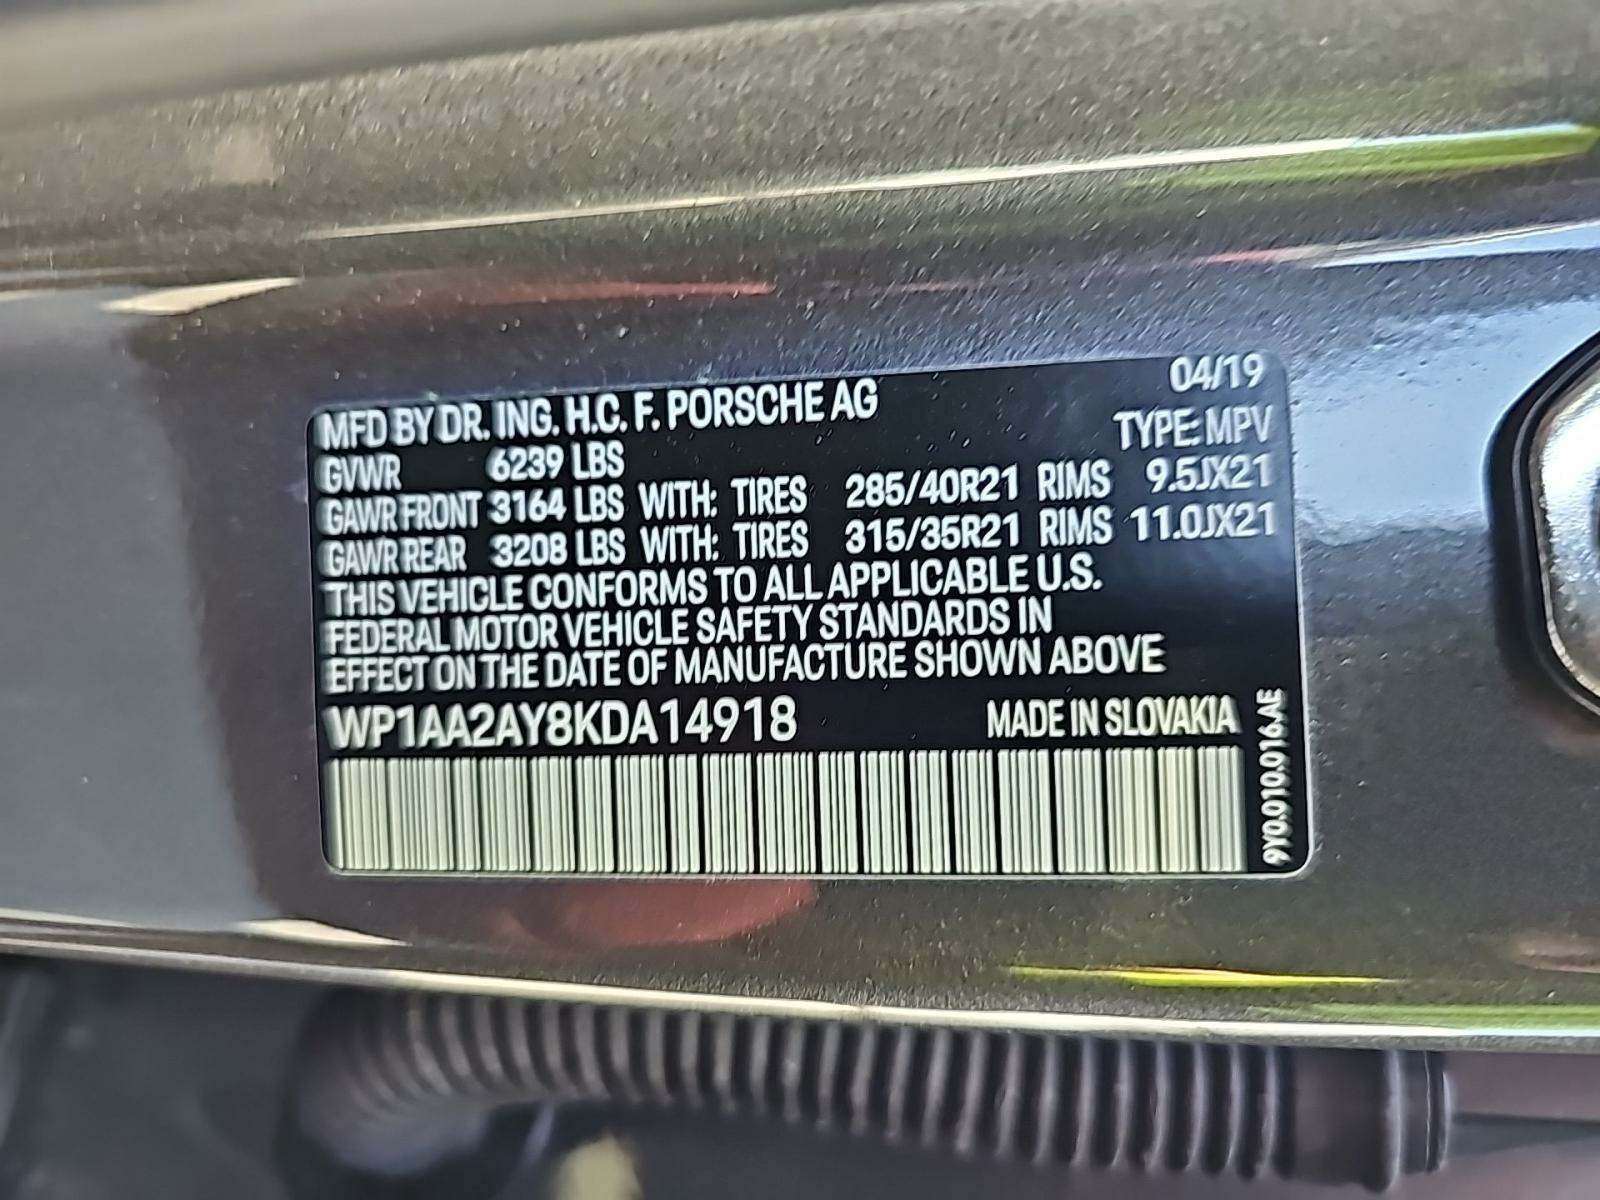 04/19
MFD BY DR. ING. H.C. F. PORSCHE AG
TYPE: MPV
GVWR 6239 LBS
GAWR FRONT 3164 LBS WITH: TIRES 285/40R21 RIMS 9.5JX21
GAWR REAR 3208 LBS WITH: TIRES 315/35R21 RIMS 11.0JX21
THIS VEHICLE CONFORMS TO ALL APPLICABLE U.S.
FEDERAL MOTOR VEHICLE SAFETY STANDARDS IN
EFFECT ON THE DATE OF MANUFACTURE SHOWN ABOVE
WP1AA2AY8KDA14918 MADE IN SLOVAKIA
9Y0.010.016.AE